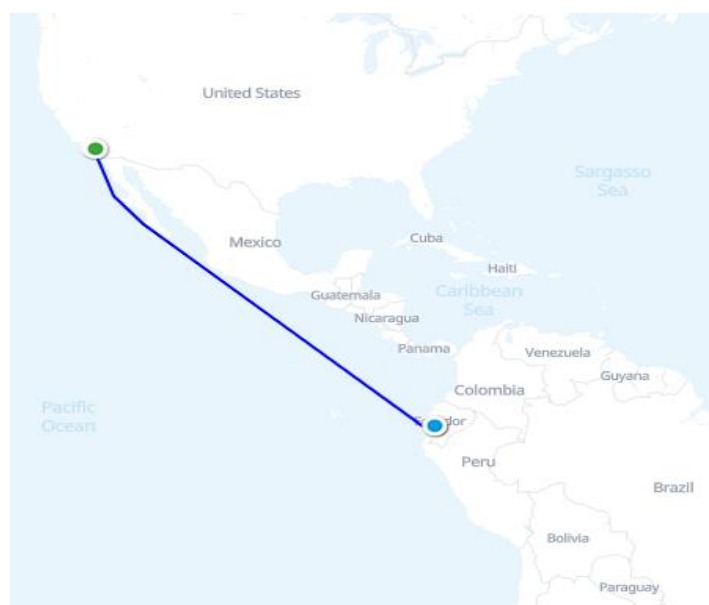 United States
Sargasso
Sea
Mexico
Cuba
Haiti
Guatemala
Caribbean
Sea
Nicaragua
Panama
Venezuela
Guyana
Colombia
Pacific
Ocean
Peru
Brazil
Bolivia
Paraguay